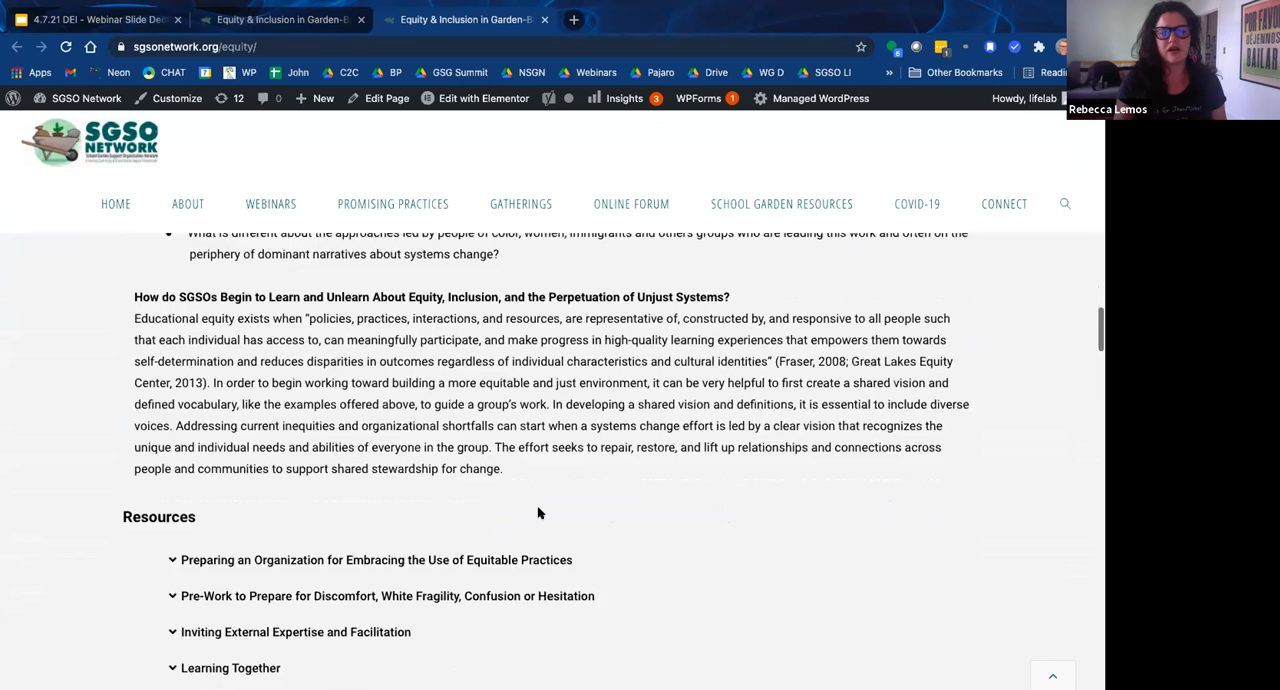 4.7.21 DEI - Webinar Slide De
Equity & Inclusion in Garden-B
Equity & Inclusion in Garden-B
sgsonetwork.org/equity/
6
1
Apps
Neon
CHAT
7
WP
John
C2C
BP
GSG Summit
NSGN
Webinars
Pajaro
Drive
WG D
SGSO LI
»
Other Bookmarks
Readi
SGSO Network
Customize
12
0
New
Edit Page
Edit with Elementor
Insights 3
WPForms 1
Managed WordPress
Howdy, lifelab
Rebecca Lemos
POR FAVOR
DÉJENNOS
BAILAR
SGSO
NETWORK
HOME
ABOUT
WEBINARS
PROMISING PRACTICES
GATHERINGS
ONLINE FORUM
SCHOOL GARDEN RESOURCES
COVID-19
CONNECT
What is different about the approaches led by people of color, women, immigrants and others groups who are leading this work and often on the
periphery of dominant narratives about systems change?
How do SGSOs Begin to Learn and Unlearn About Equity, Inclusion, and the Perpetuation of Unjust Systems?
Educational equity exists when “policies, practices, interactions, and resources, are representative of, constructed by, and responsive to all people such
that each individual has access to, can meaningfully participate, and make progress in high-quality learning experiences that empowers them towards
self-determination and reduces disparities in outcomes regardless of individual characteristics and cultural identities” (Fraser, 2008; Great Lakes Equity
Center, 2013). In order to begin working toward building a more equitable and just environment, it can be very helpful to first create a shared vision and
defined vocabulary, like the examples offered above, to guide a group’s work. In developing a shared vision and definitions, it is essential to include diverse
voices. Addressing current inequities and organizational shortfalls can start when a systems change effort is led by a clear vision that recognizes the
unique and individual needs and abilities of everyone in the group. The effort seeks to repair, restore, and lift up relationships and connections across
people and communities to support shared stewardship for change.
Resources
Preparing an Organization for Embracing the Use of Equitable Practices
Pre-Work to Prepare for Discomfort, White Fragility, Confusion or Hesitation
Inviting External Expertise and Facilitation
Learning Together